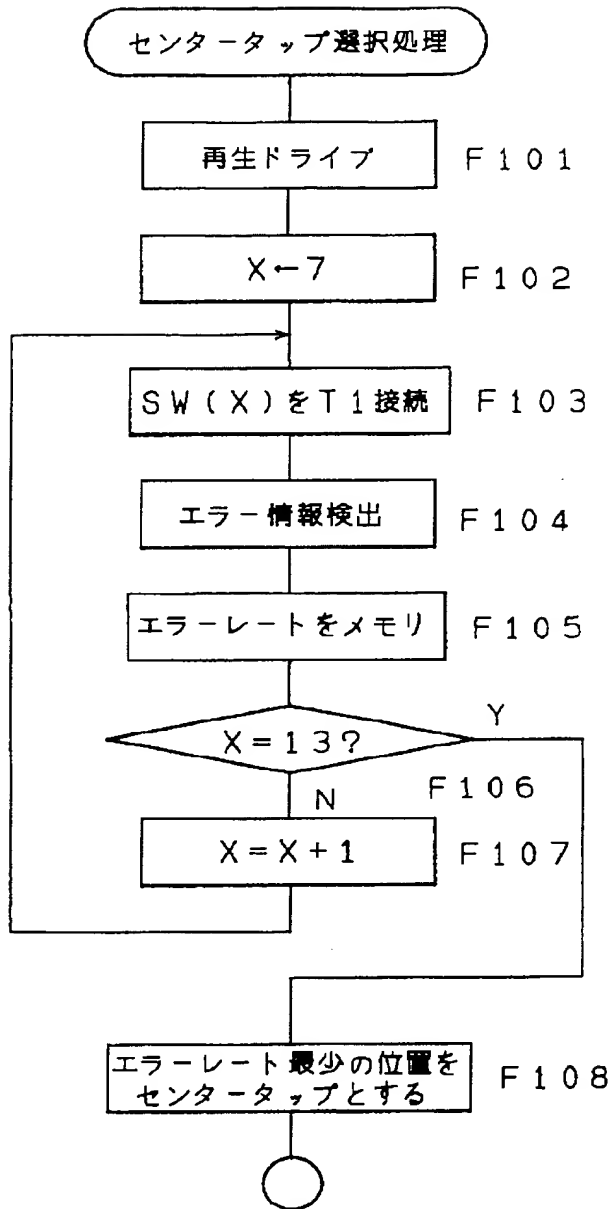 センタータップ選択処理
再生ドライブ F101
X←7 F102
SW(X)をT1接続 F103
エラー情報検出 F104
エラーレートをメモリ F105
Y
X=13?
F106
N
X=X+1 F107
エラーレート最少の位置を
センタータップとする F108